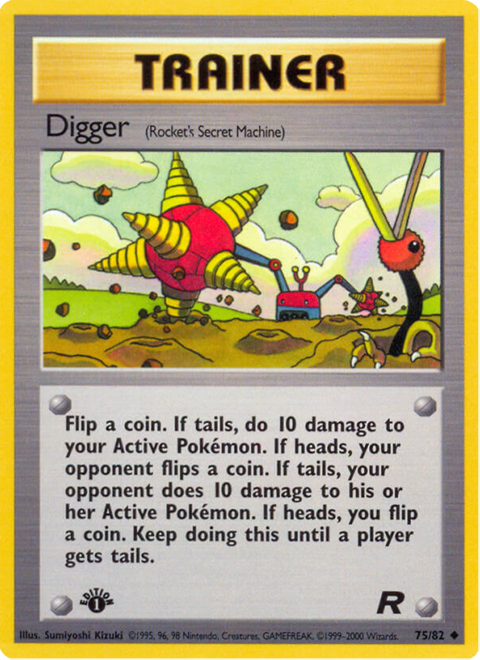 TRAINER
Digger (Rocket's Secret Machine)
Flip a coin. If tails, do 10 damage to
your Active Pokémon. If heads, your
opponent flips a coin. If tails, your
opponent does 10 damage to his or
her Active Pokémon. If heads, you flip
a coin. Keep doing this until a player
gets tails.
EDITION
1
R
Illus. Sumiyoshi Kizuki ©1995, 96, 98 Nintendo, Creatures, GAMEFREAK. ©1999-2000 Wizards. 75/82